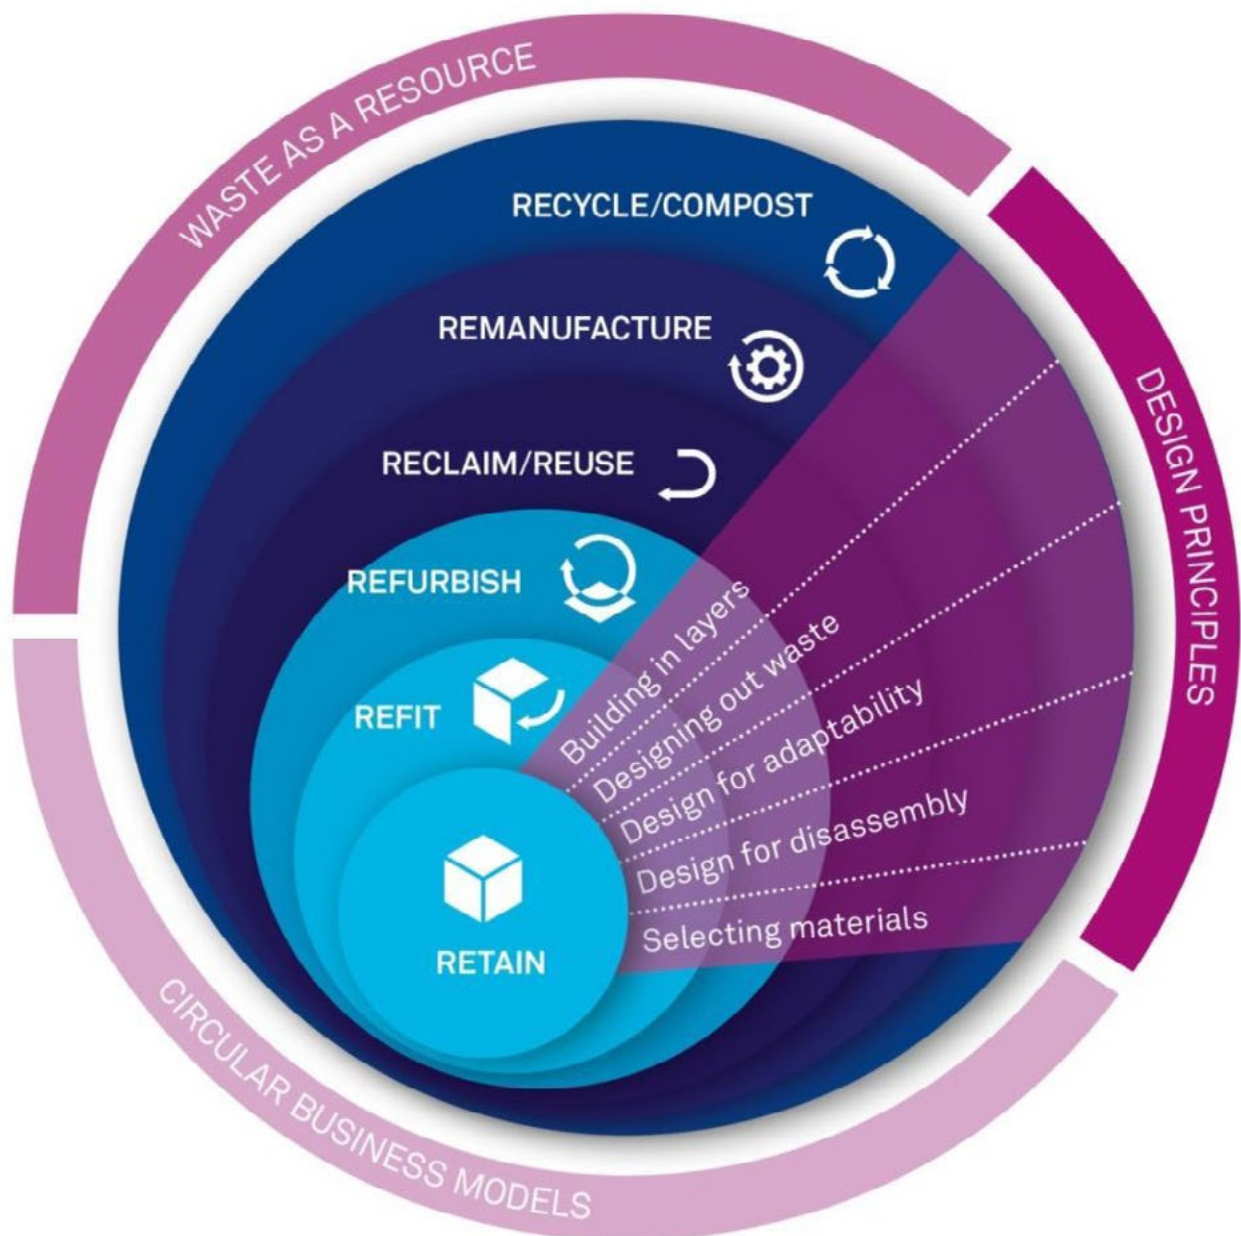 WASTE AS A RESOURCE
DESIGN PRINCIPLES
CIRCULAR BUSINESS MODELS
RECYCLE/COMPOST
REMANUFACTURE
RECLAIM/REUSE
REFURBISH
REFIT
RETAIN
Building in layers
Designing out waste
Design for adaptability
Design for disassembly
Selecting materials